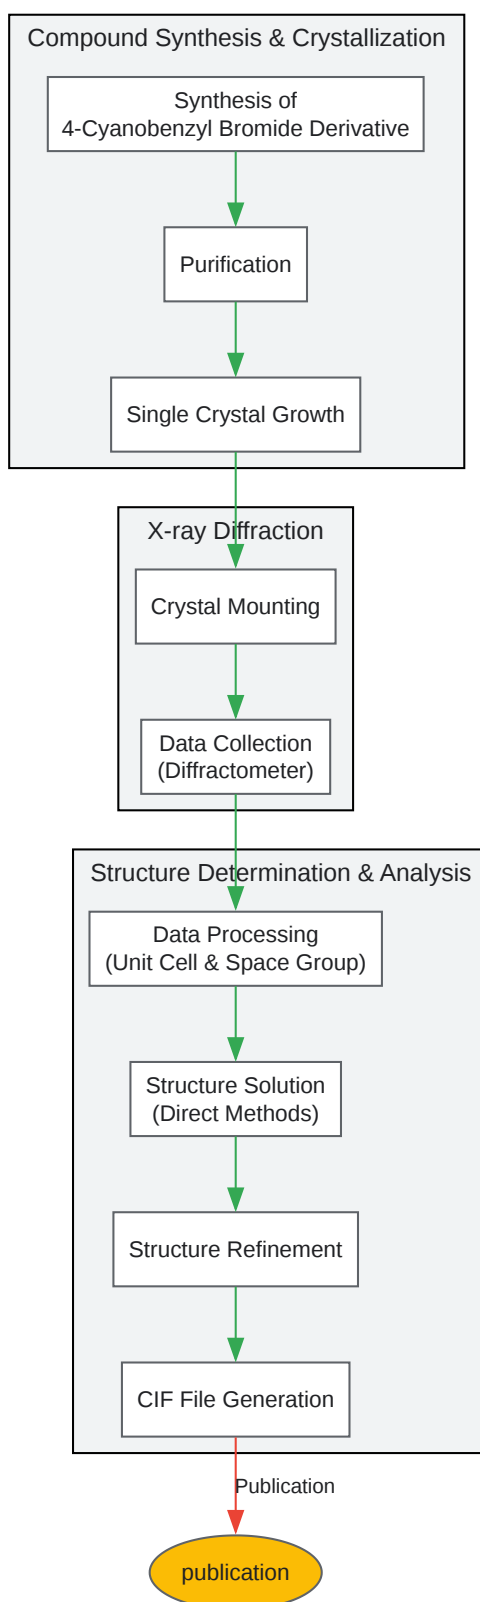 Compound Synthesis & Crystallization
Synthesis of
4-Cyanobenzyl Bromide Derivative
Purification
Single Crystal Growth
X-ray Diffraction
Crystal Mounting
Data Collection
(Diffractometer)
Structure Determination & Analysis
Data Processing
(Unit Cell & Space Group)
Structure Solution
(Direct Methods)
Structure Refinement
CIF File Generation
Publication
publication